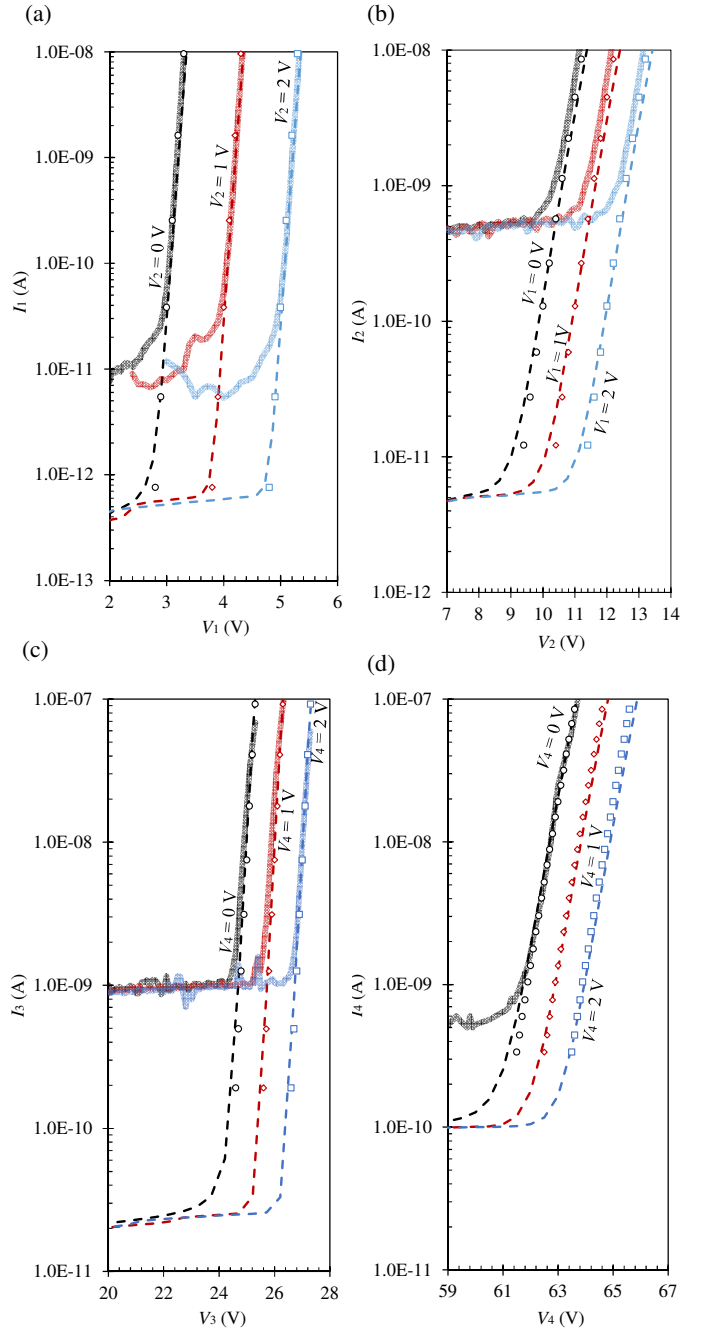 (a)
(b)
1.0E-08
1.0E-09
1.0E-10
1.0E-11
1.0E-12
1.0E-13
I1 (A)
V2 = 0 V
V2 = 1 V
V2 = 2 V
2 3 4 5 6
V1 (V)
1.0E-08
1.0E-09
1.0E-10
1.0E-11
1.0E-12
I2 (A)
V1 = 0 V
V1 = 1V
V1 = 2 V
7 8 9 10 11 12 13 14
V2 (V)
(c)
(d)
1.0E-07
1.0E-08
1.0E-09
1.0E-10
1.0E-11
I3 (A)
V4 = 0 V
V4 = 1 V
V4 = 2 V
20 22 24 26 28
V3 (V)
1.0E-07
1.0E-08
1.0E-09
1.0E-10
1.0E-11
I4 (A)
V4 = 0 V
V4 = 1 V
V4 = 2 V
59 61 63 65 67
V4 (V)